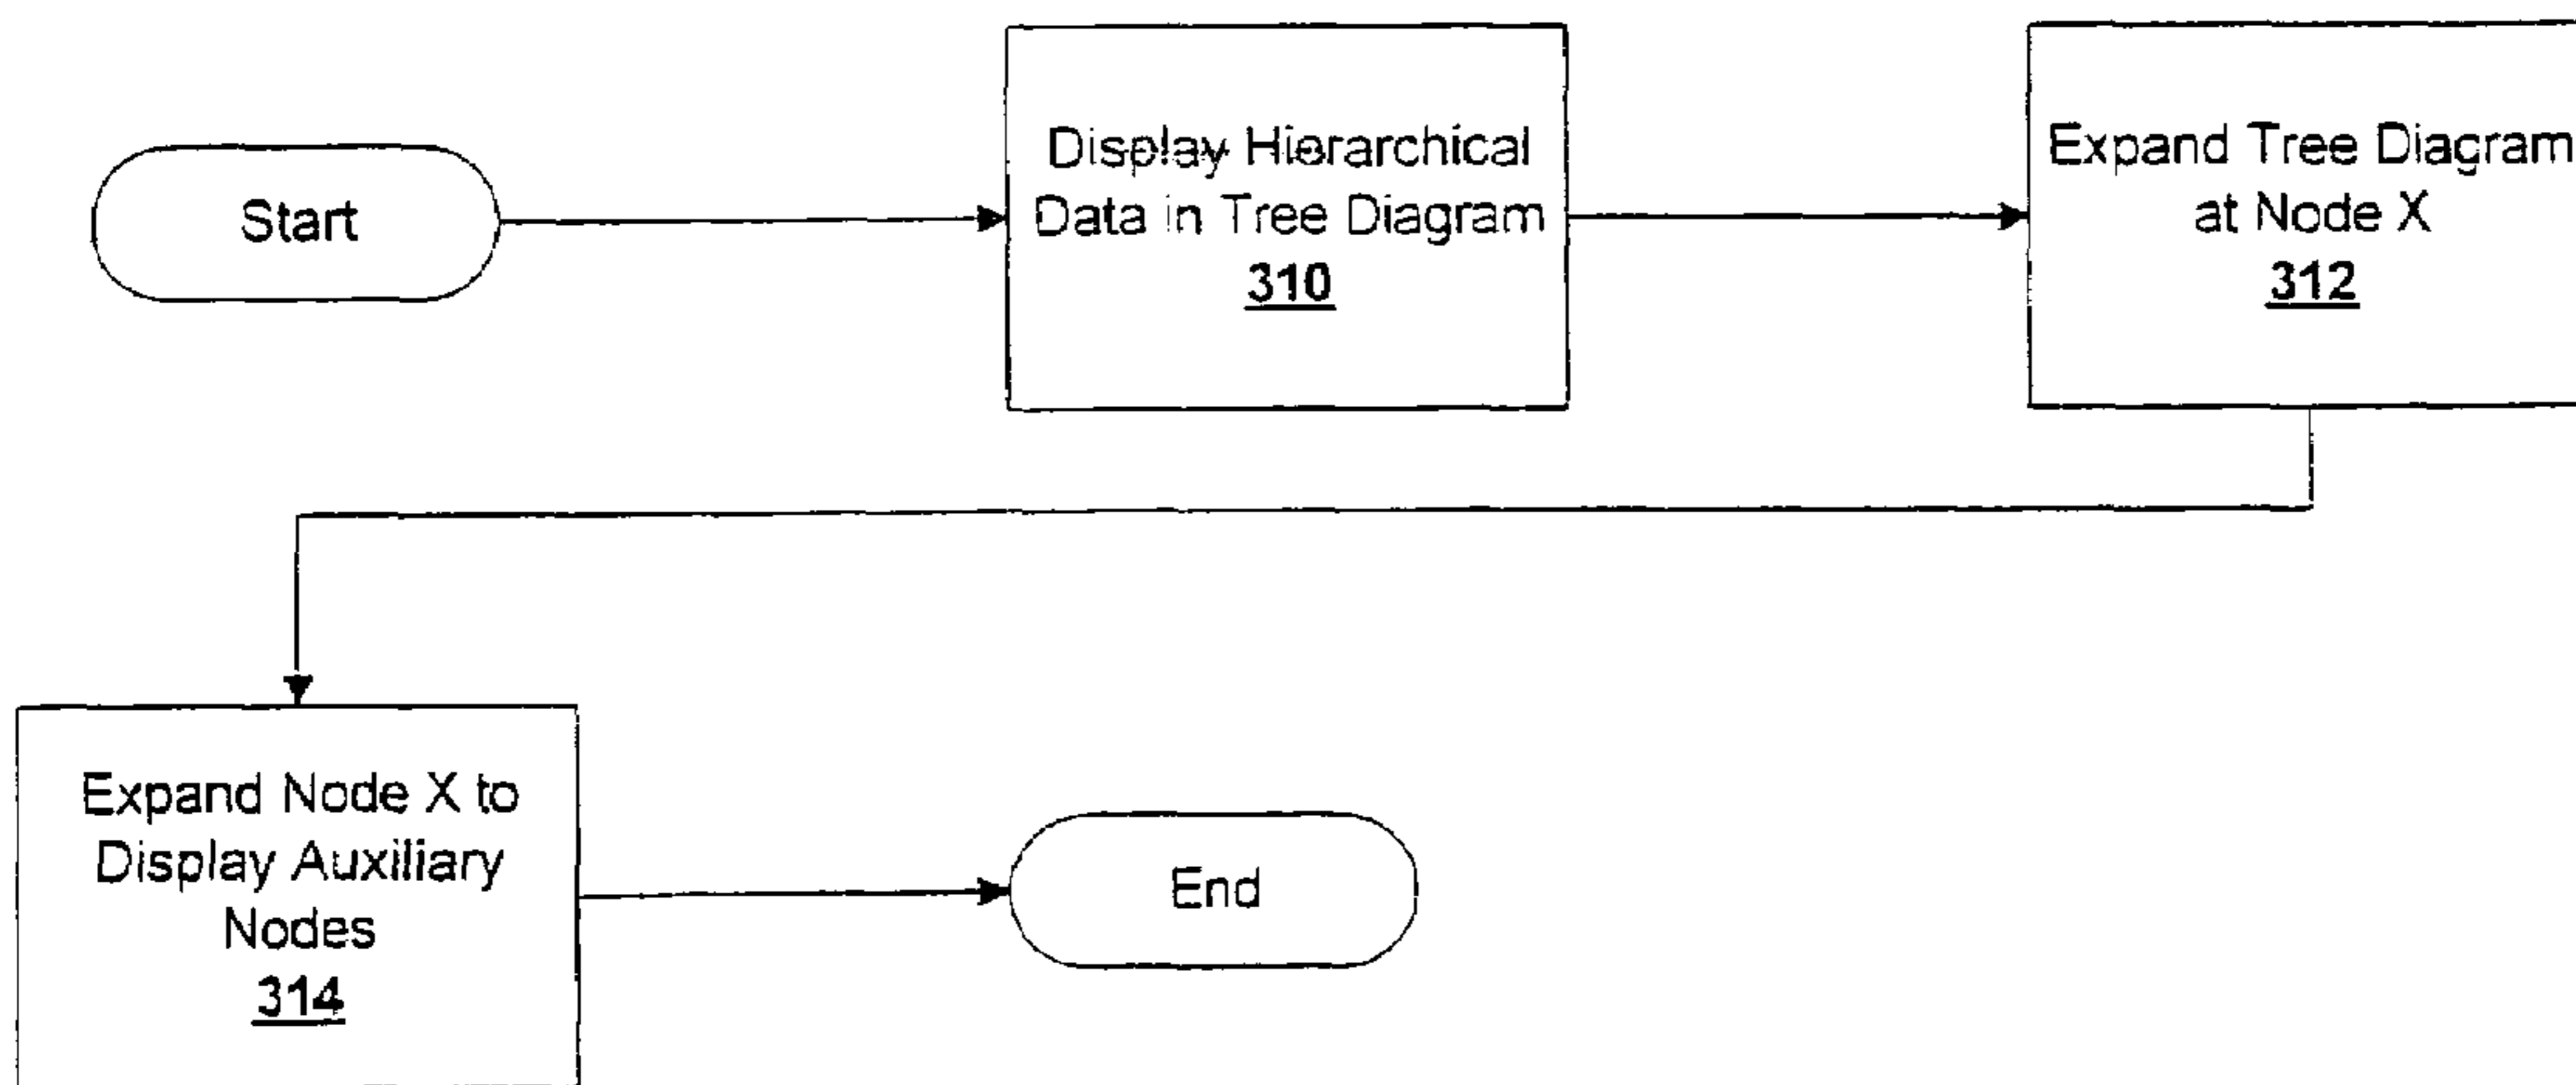 Start
Display Hierarchical
Data in Tree Diagram
310
Expand Tree Diagram
at Node X
312
Expand Node X to
Display Auxiliary
Nodes
314
End